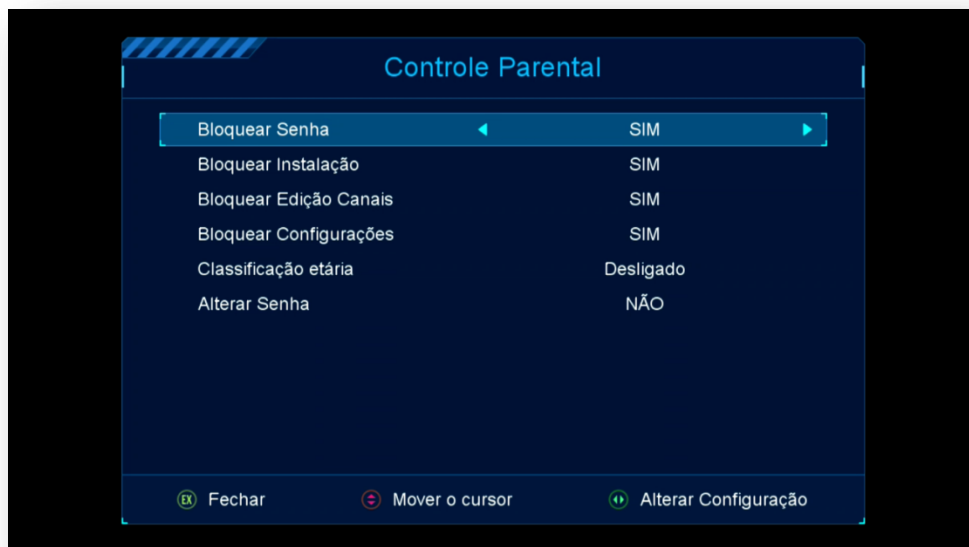 Controle Parental
Bloquear Senha SIM
Bloquear Instalação SIM
Bloquear Edição Canais SIM
Bloquear Configurações SIM
Classificação etária Desligado
Alterar Senha NÃO
EX Fechar Mover o cursor Alterar Configuração